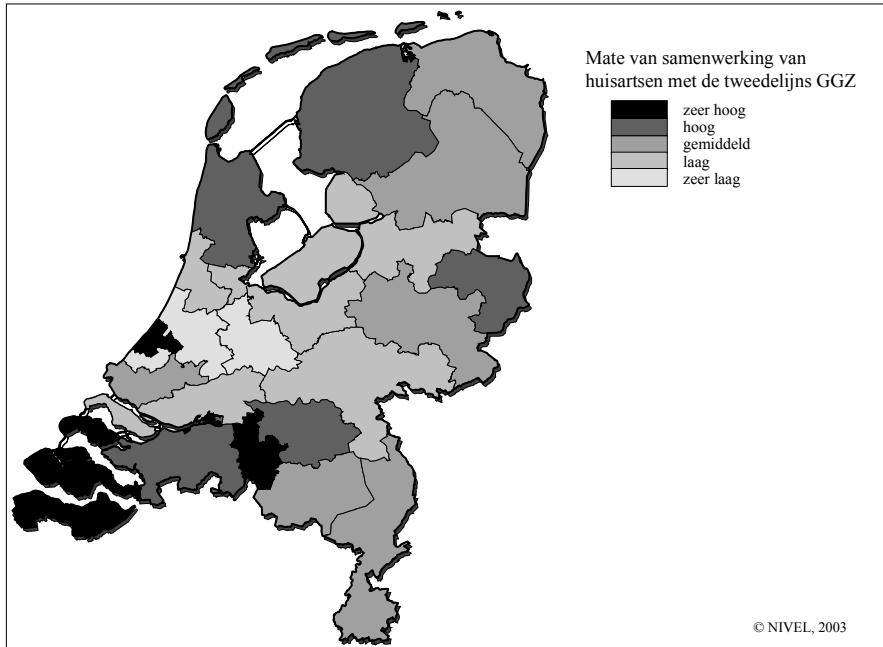 Mate van samenwerking van
huisartsen met de tweedelijns GGZ
zeer hoog
hoog
gemiddeld
laag
zeer laag
© NIVEL, 2003